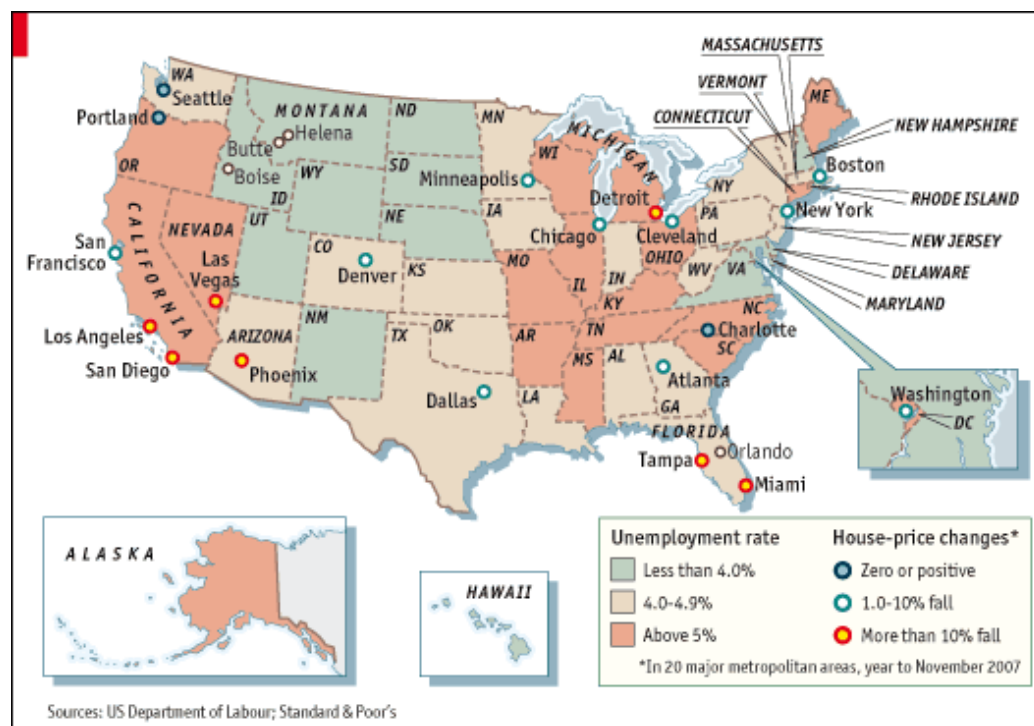 MASSACHUSETTS
WA
VERMONT
ME
Seattle
MONTANA
ND
MN
CONNECTICUT
Portland
Helena
MICHIGAN
NEW HAMPSHIRE
OR
Butte
WI
Boston
Boise
WY
SD
Minneapolis
NY
ID
Detroit
RHODE ISLAND
IA
PA
New York
CALIFORNIA
NEVADA
UT
NE
Chicago
Cleveland
NEW JERSEY
San
Francisco
CO
OHIO
Las
Vegas
Denver
KS
MO
IL
IN
WV
VA
DELAWARE
KY
MARYLAND
NM
OK
TN
NC
Los Angeles
ARIZONA
TX
AR
Charlotte
SC
San Diego
Phoenix
MS
AL
Atlanta
Washington
Dallas
LA
GA
DC
FLORIDA
Orlando
Tampa
Miami
ALASKA
HAWAII
Unemployment rate
Less than 4.0%
4.0-4.9%
Above 5%
House-price changes*
Zero or positive
1.0-10% fall
More than 10% fall
*In 20 major metropolitan areas, year to November 2007
Sources: US Department of Labour; Standard & Poor's